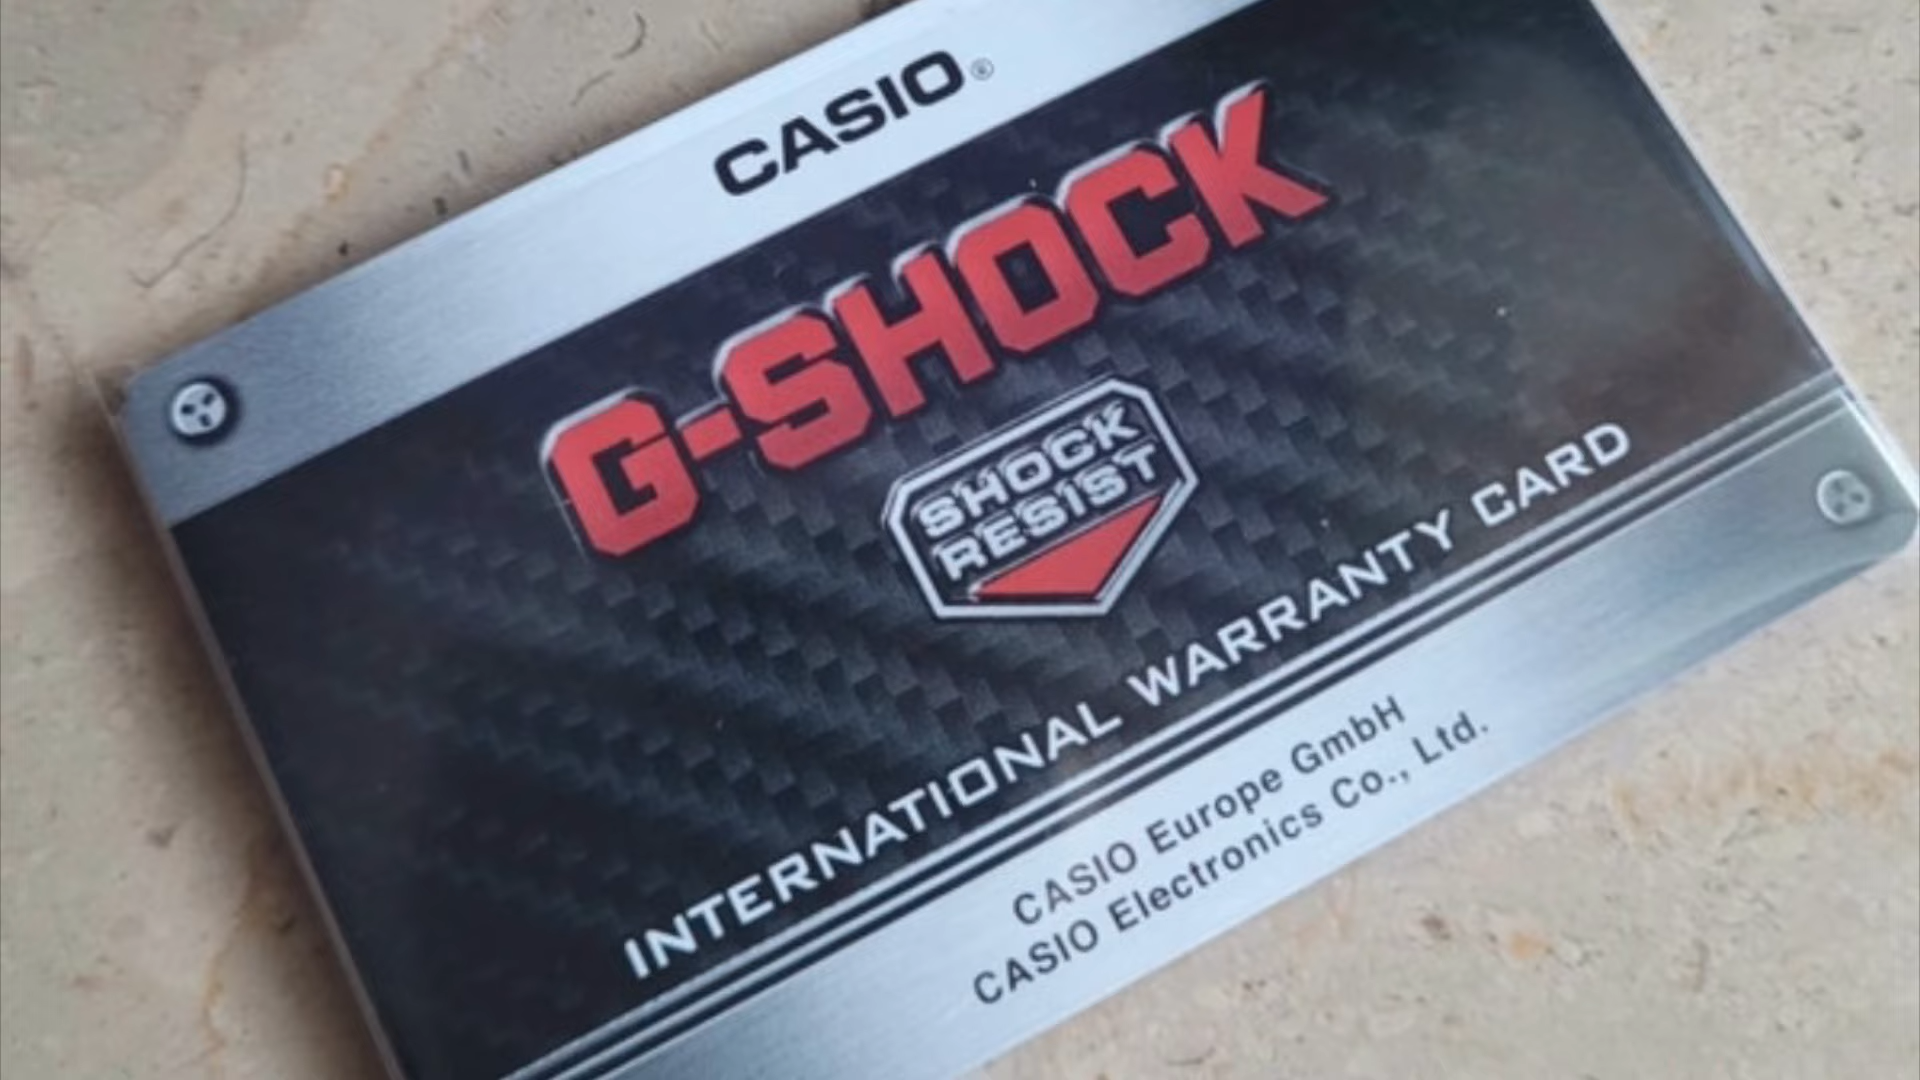 CASIO®
G-SHOCK
SHOCK
RESIST
INTERNATIONAL WARRANTY CARD
CASIO Europe GmbH
CASIO Electronics Co., Ltd.